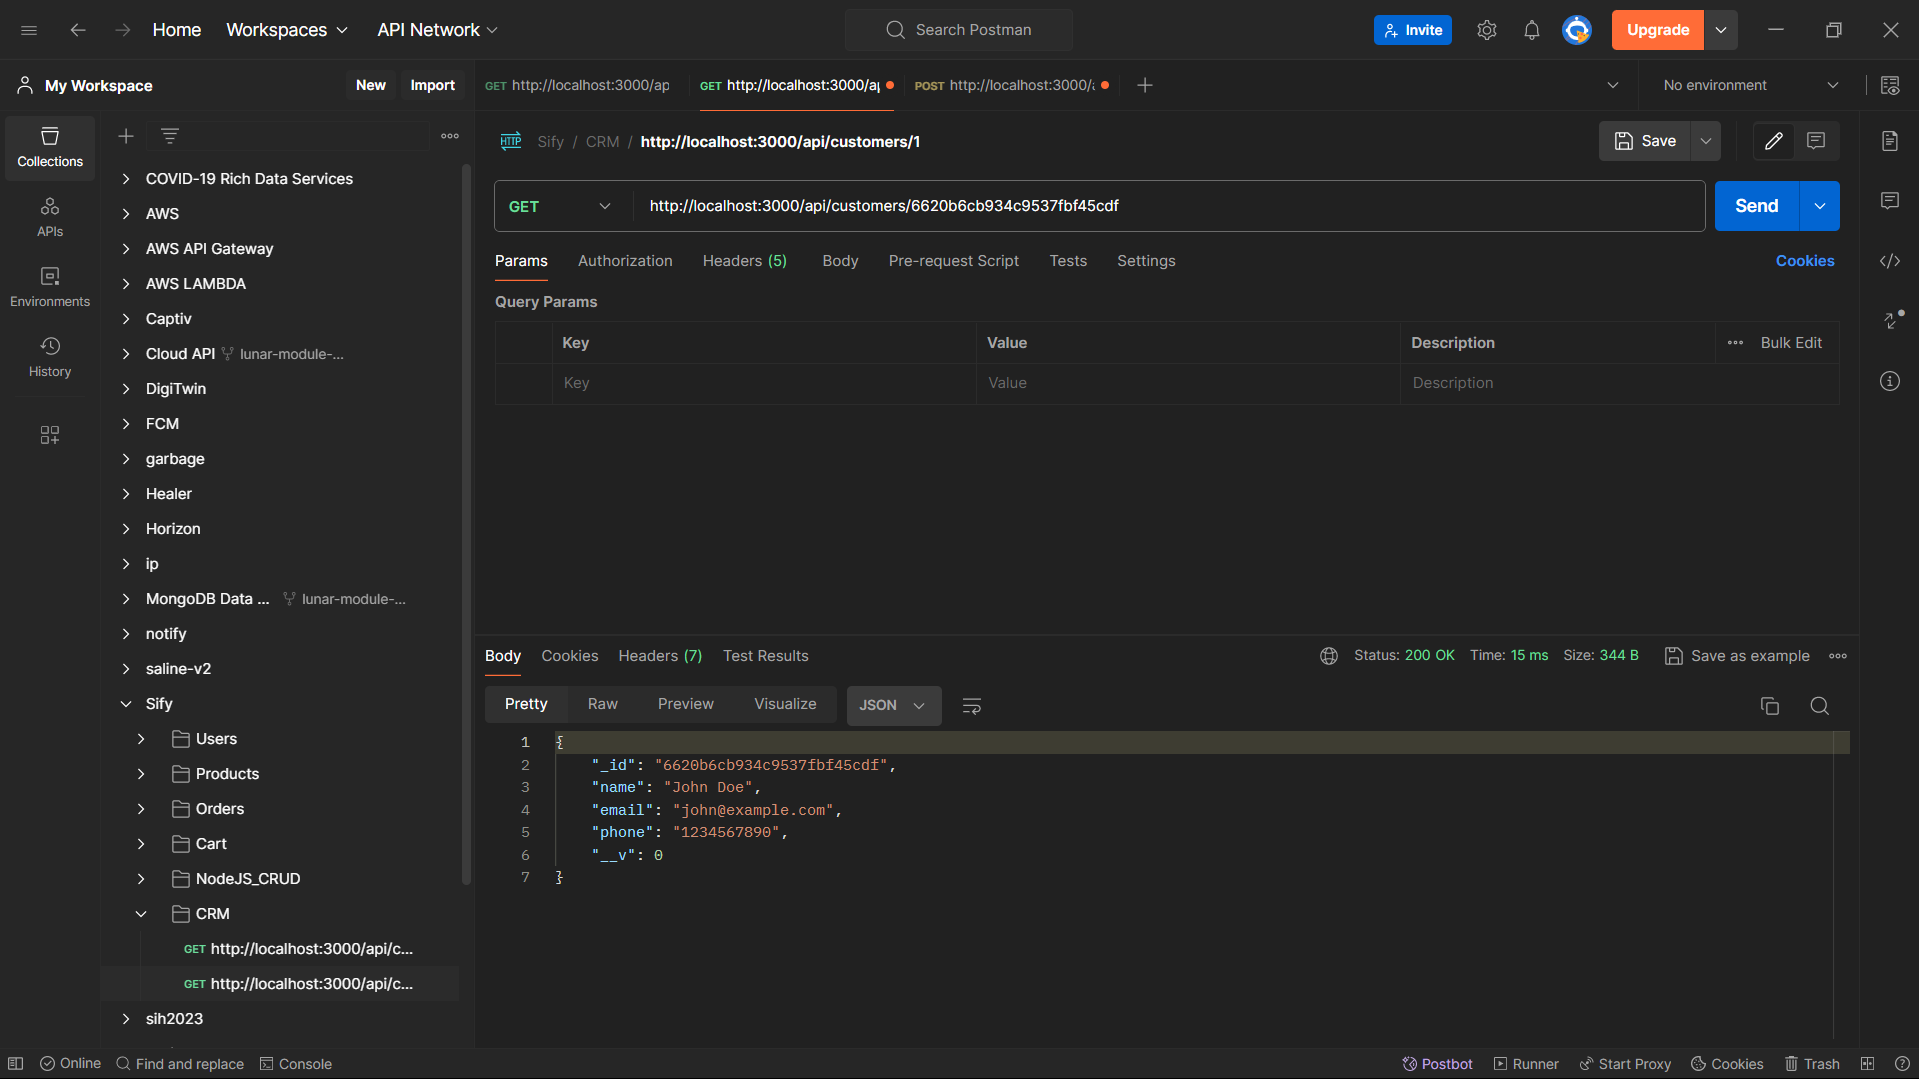 Home Workspaces API Network Search Postman Invite Upgrade
My Workspace New Import GET http://localhost:3000/ap GET http://localhost:3000/a POST http://localhost:3000/ No environment
Collections
APIs
Environments
History
COVID-19 Rich Data Services
AWS
AWS API Gateway
AWS LAMBDA
Captiv
Cloud API lunar-module-...
DigiTwin
FCM
garbage
Healer
Horizon
ip
MongoDB Data ... lunar-module-...
notify
saline-v2
Sify
Users
Products
Orders
Cart
NodeJS_CRUD
CRM
GET http://localhost:3000/api/c...
GET http://localhost:3000/api/c...
sih2023
HTTP Sify / CRM / http://localhost:3000/api/customers/1 Save
GET http://localhost:3000/api/customers/6620b6cb934c9537fbf45cdf Send
Params Authorization Headers (5) Body Pre-request Script Tests Settings Cookies
Query Params
Key Value Description Bulk Edit
Key Value Description
Body Cookies Headers (7) Test Results Status: 200 OK Time: 15 ms Size: 344 B Save as example
Pretty Raw Preview Visualize JSON
1 {
2 "_id": "6620b6cb934c9537fbf45cdf",
3 "name": "John Doe",
4 "email": "john@example.com",
5 "phone": "1234567890",
6 "__v": 0
7 }
Online Find and replace Console Postbot Runner Start Proxy Cookies Trash